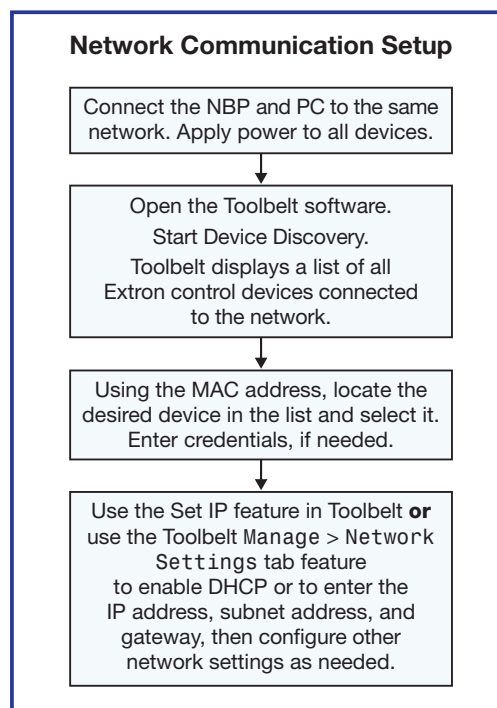 Network Communication Setup
Connect the NBP and PC to the same
network. Apply power to all devices.
Open the Toolbelt software.
Start Device Discovery.
Toolbelt displays a list of all
Extron control devices connected
to the network.
Using the MAC address, locate the
desired device in the list and select it.
Enter credentials, if needed.
Use the Set IP feature in Toolbelt or
use the Toolbelt Manage > Network
Settings tab feature
to enable DHCP or to enter the
IP address, subnet address, and
gateway, then configure other
network settings as needed.